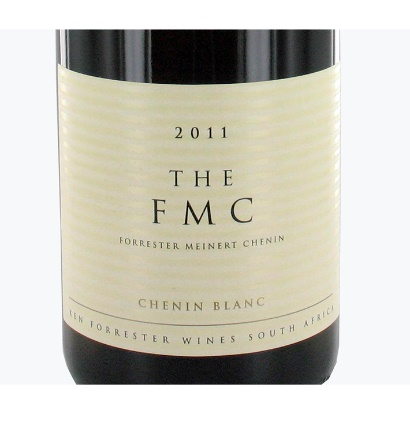 2011
THE
FMC
FORRESTER MEINERT CHENIN
CHENIN BLANC
KEN FORRESTER WINES SOUTH AFRICA